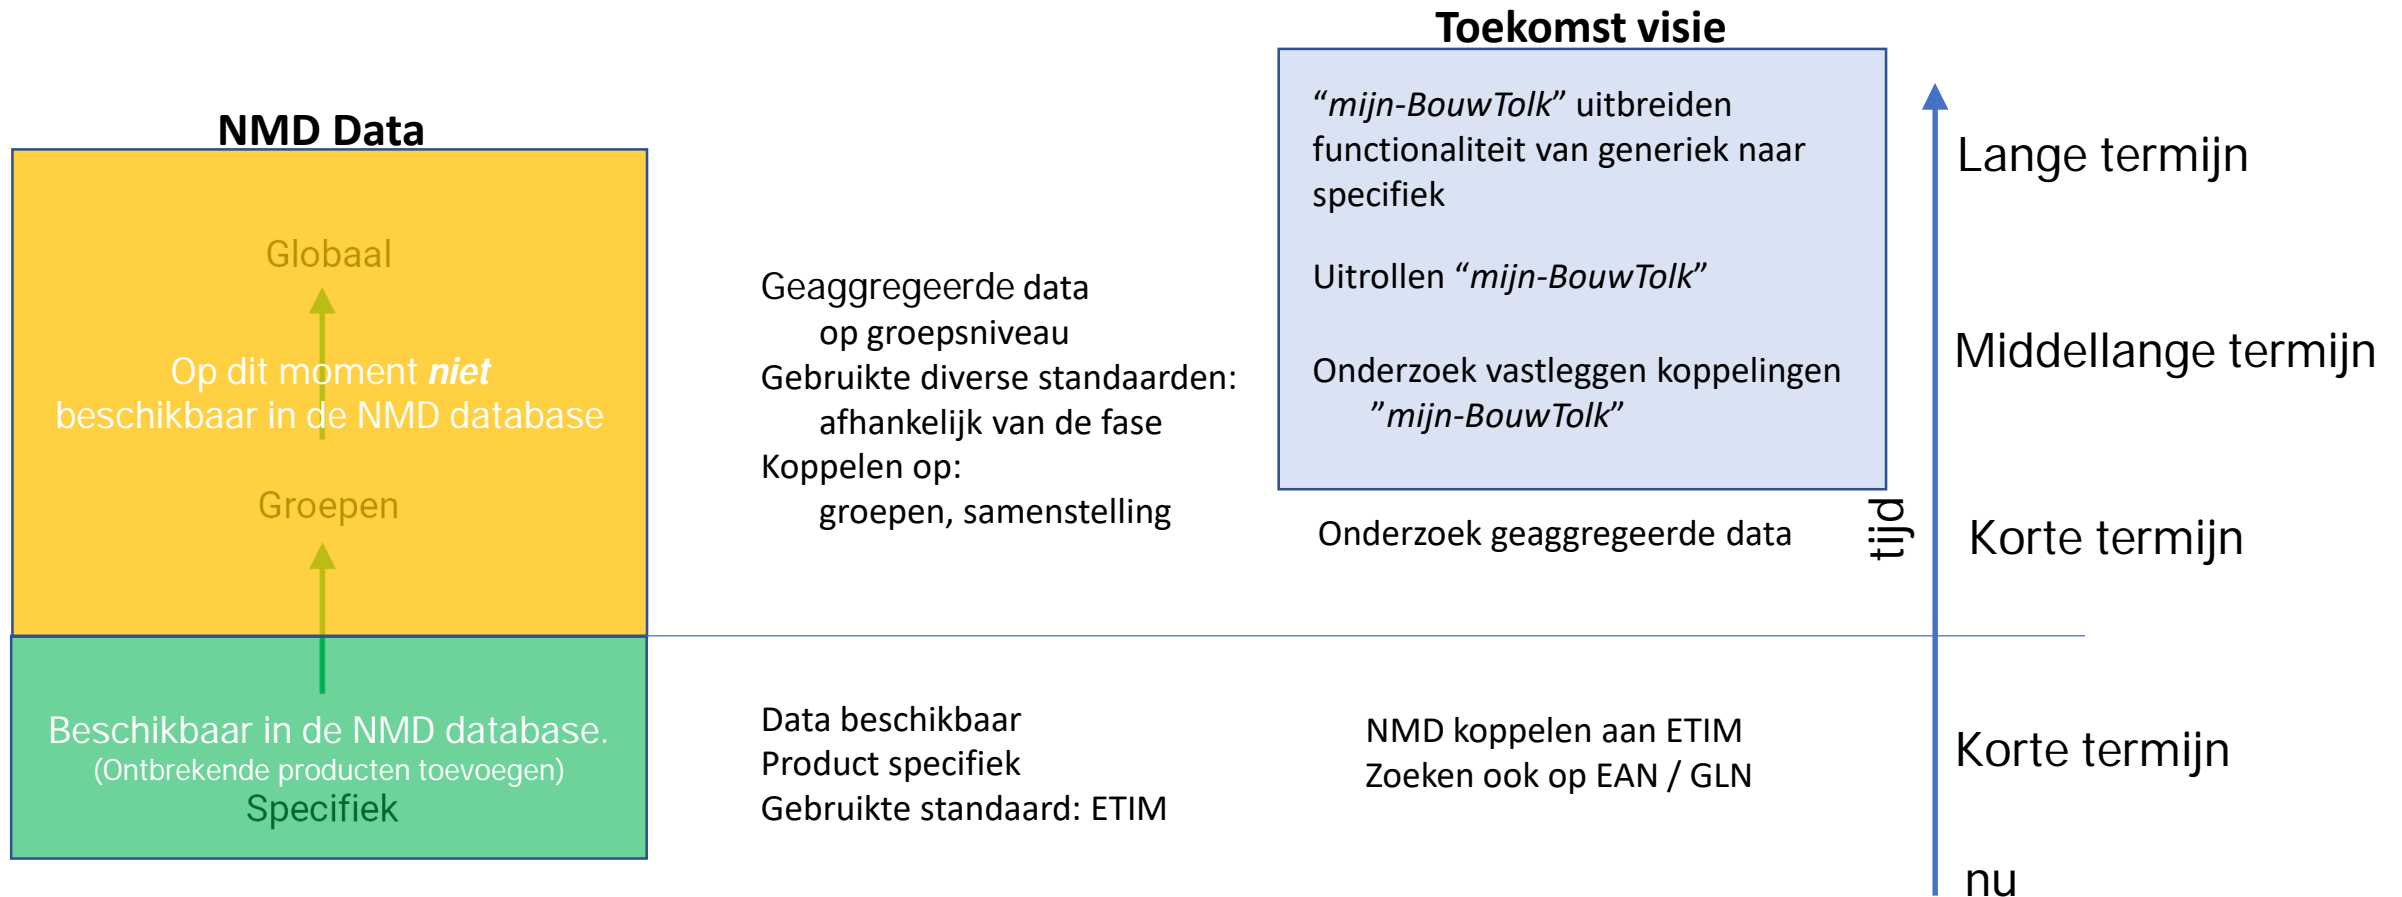 NMD Data
Globaal
Op dit moment niet
beschikbaar in de NMD database
Groepen
Beschikbaar in de NMD database.
(Ontbrekende producten toevoegen)
Specifiek
Geaggregeerde data
op groepsniveau
Gebruikte diverse standaarden:
afhankelijk van de fase
Koppelen op:
groepen, samenstelling
Data beschikbaar
Product specifiek
Gebruikte standaard: ETIM
Toekomst visie
“mijn-BouwTolk” uitbreiden
functionaliteit van generiek naar
specifiek
Uitrollen “mijn-BouwTolk”
Onderzoek vastleggen koppelingen
”mijn-BouwTolk”
Onderzoek geaggregeerde data
NMD koppelen aan ETIM
Zoeken ook op EAN / GLN
tijd
Lange termijn
Middellange termijn
Korte termijn
Korte termijn
nu